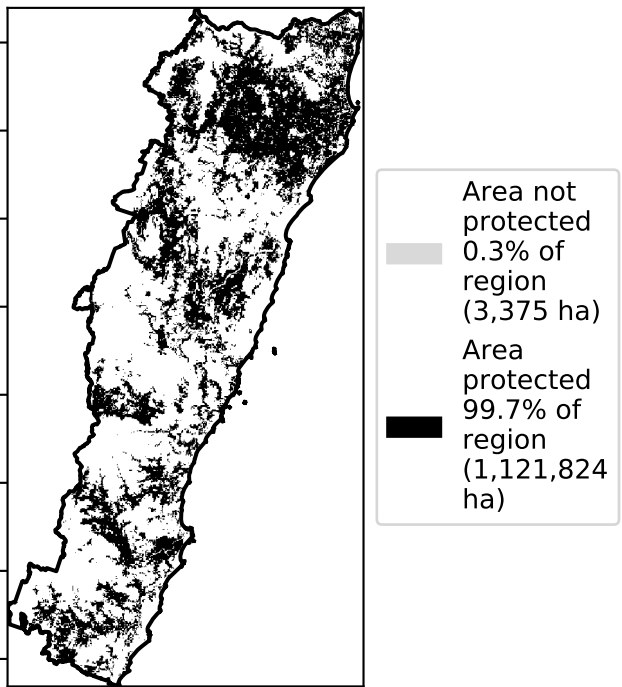 Area not
protected
0.3% of
region
(3,375 ha)
Area
protected
99.7% of
region
(1,121,824
ha)